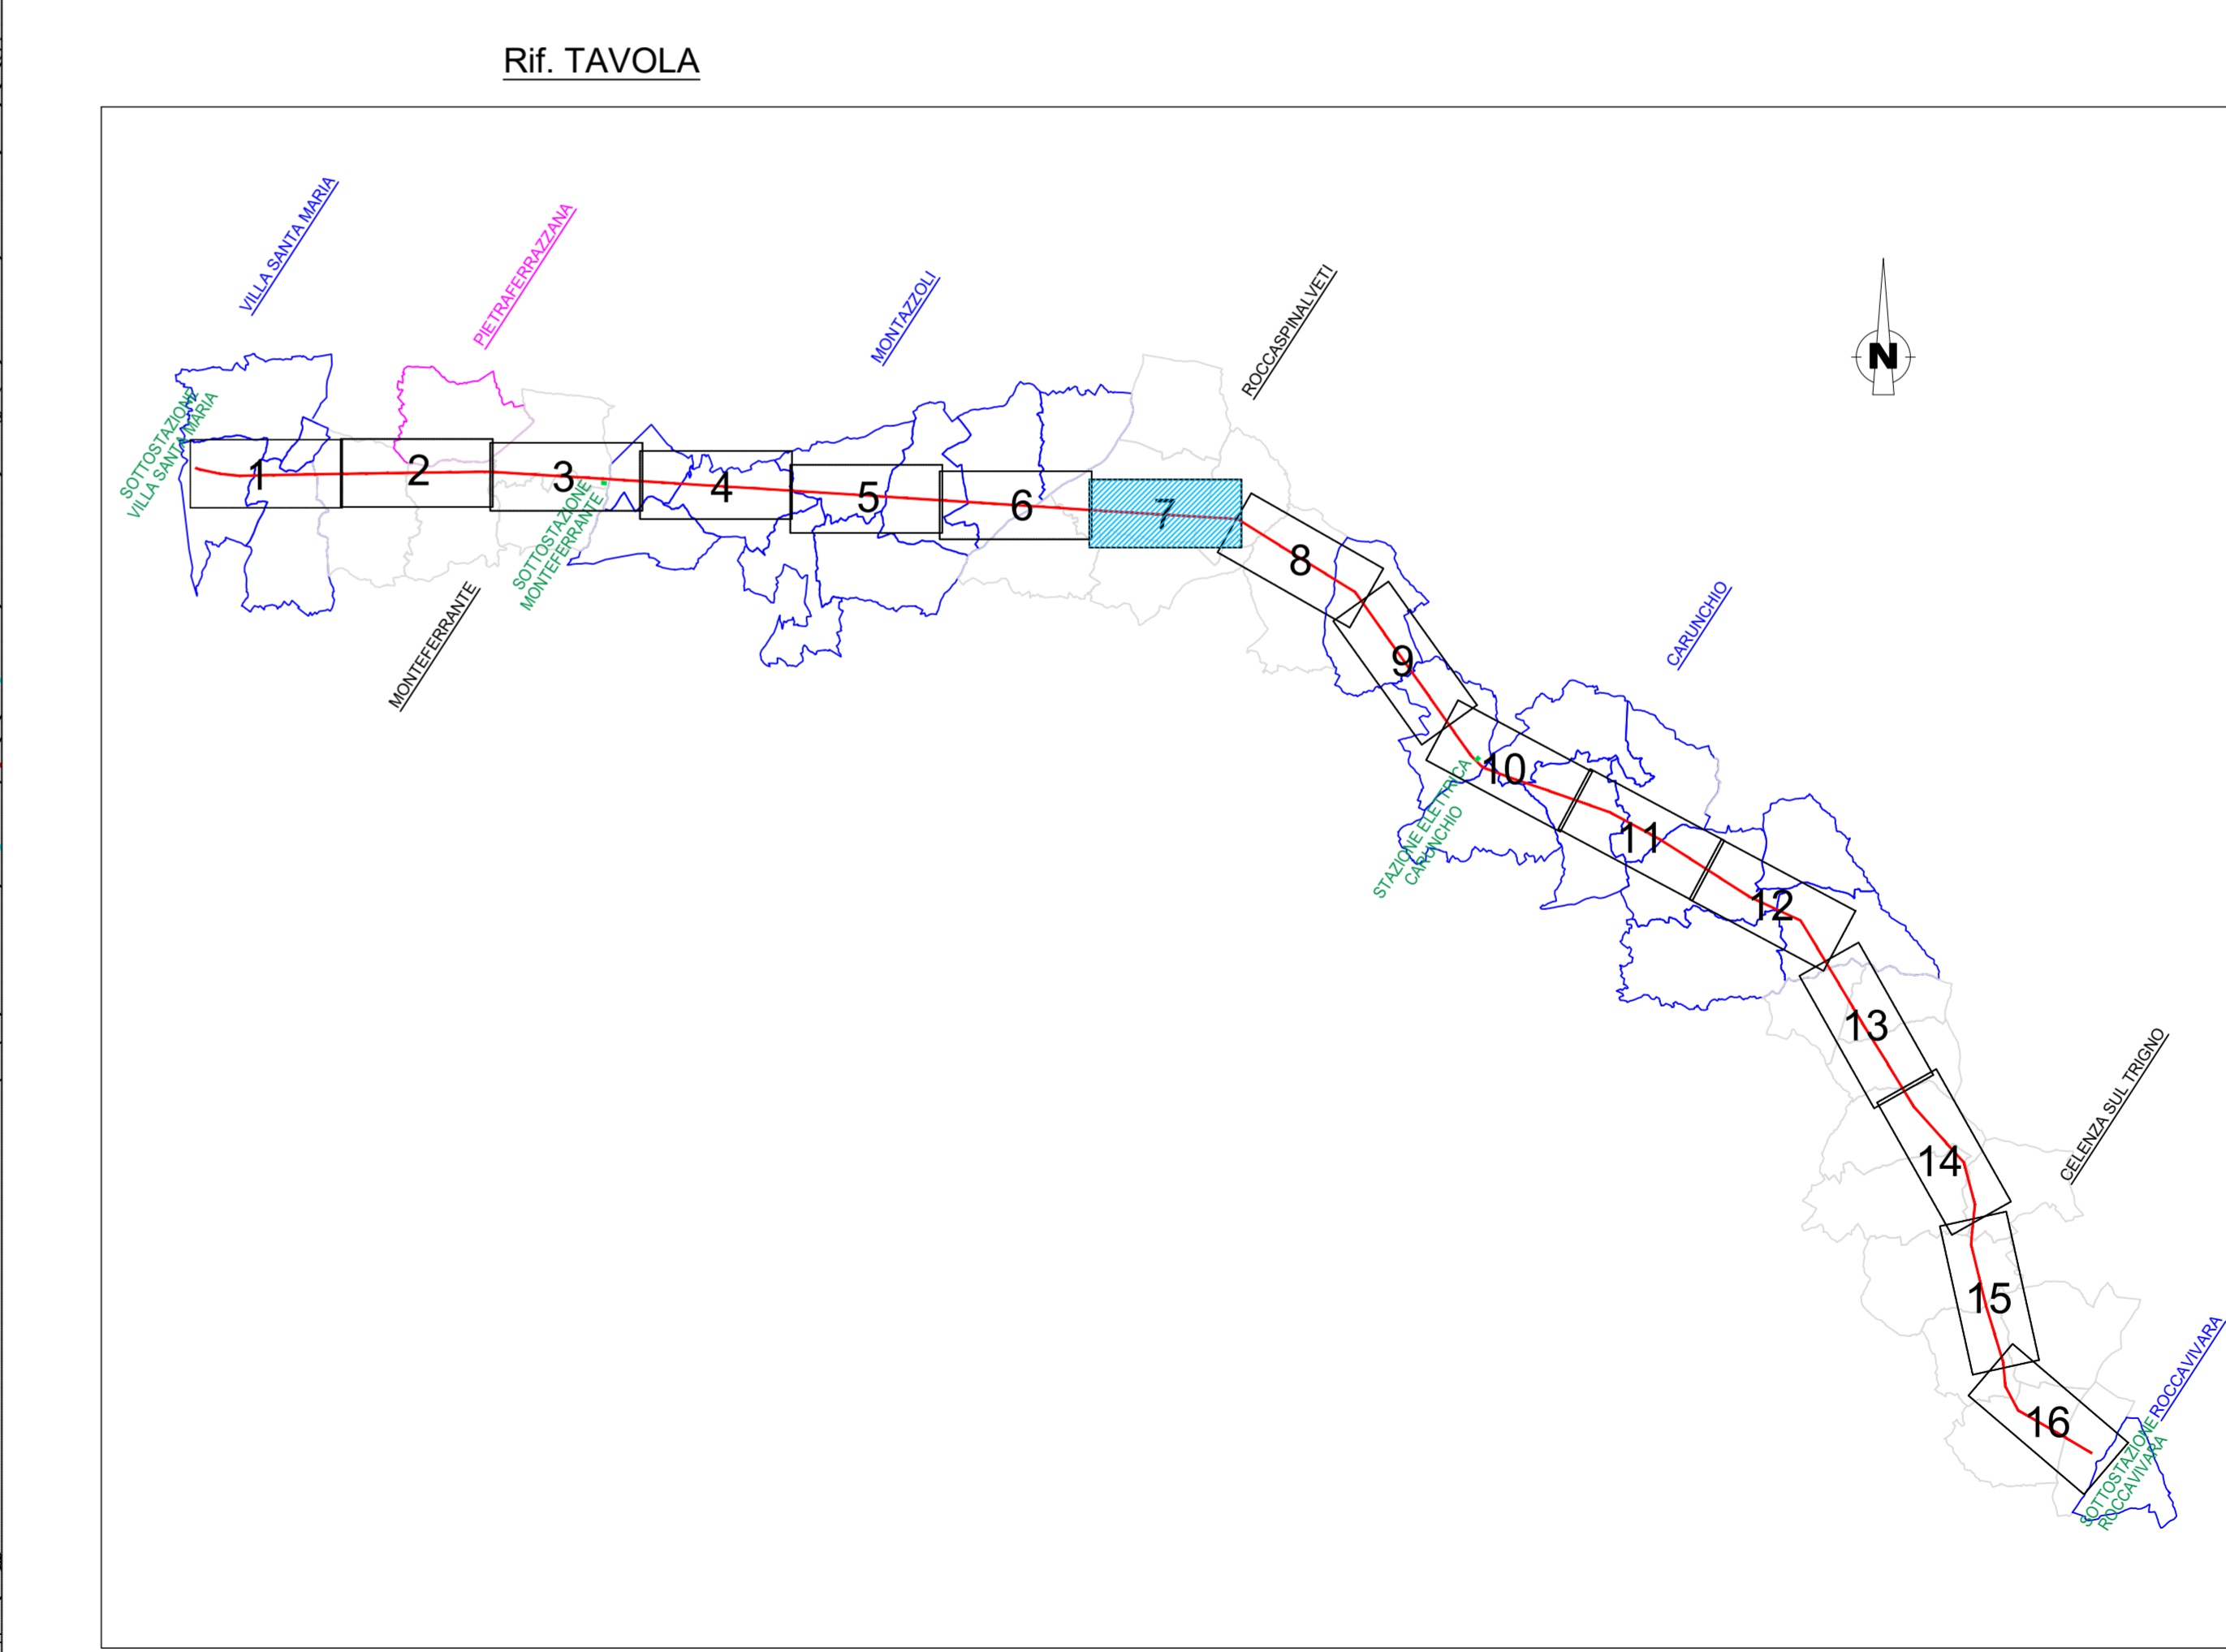 Rif. TAVOLA
VILLA SANTA MARIA
PIETRAFERRAZZANA
MONTAZZOLI
ROCCASPINALVETI
N
SOTTOSTAZIONE
VILLA SANTA MARIA
1
2
3
4
5
6
7
8
SOTTOSTAZIONE
MONTEFERRANTE
MONTEFERRANTE
CARUNCHIO
9
10
STAZIONE ELETTRICA
CARUNCHIO
11
12
13
CELENZA SUL TRIGNO
14
15
ROCCAVIVARA
16
SOTTOSTAZIONE
ROCCAVIVARA